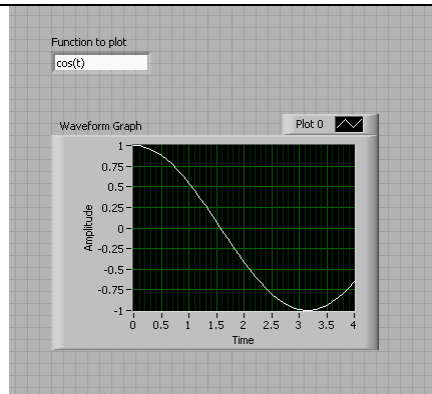 Function to plot
cos(t)
Waveform Graph
Plot 0
1
0.75
0.5
0.25
0
-0.25
-0.5
-0.75
-1
Amplitude
0 0.5 1 1.5 2 2.5 3 3.5 4
Time